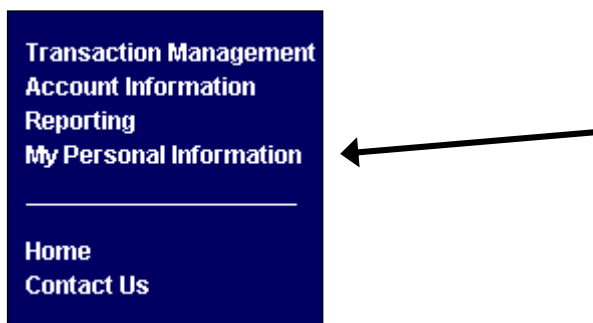 Transaction Management
Account Information
Reporting
My Personal Information
Home
Contact Us